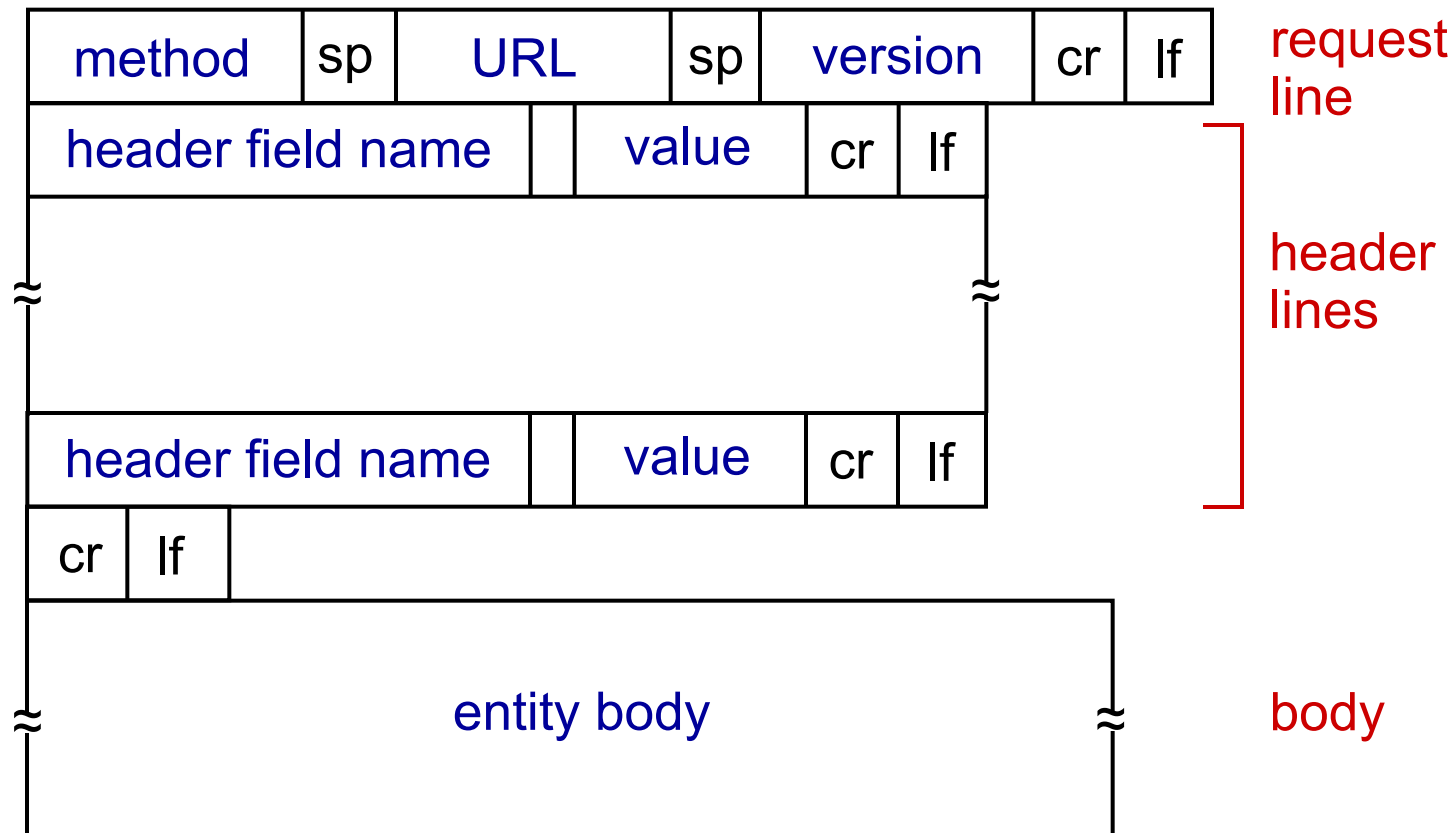 method sp URL sp version cr lf request
line
header field name value cr lf
header
lines
header field name value cr lf
cr lf
entity body body